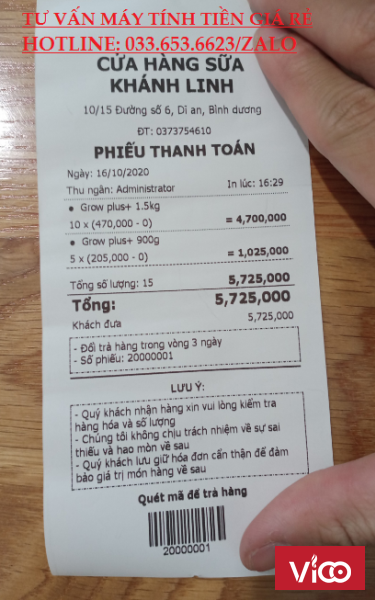 TƯ VẤN MÁY TÍNH TIỀN GIÁ RẺ
HOTLINE: 033.653.6623/ZALO
CỬA HÀNG SỮA
KHÁNH LINH
10/15 Đường số 6, Dĩ an, Bình dương
ĐT: 0373754610
PHIẾU THANH TOÁN
Ngày: 16/10/2020
Thu ngân: Administrator In lúc: 16:29
• Grow plus+ 1.5kg
10 x (470,000 - 0) = 4,700,000
• Grow plus+ 900g
5 x (205,000 - 0) = 1,025,000
Tổng số lượng: 15 5,725,000
Tổng: 5,725,000
Khách đưa 5,725,000
- Đổi trả hàng trong vòng 3 ngày
- Số phiếu: 20000001
LƯU Ý:
- Quý khách nhận hàng xin vui lòng kiểm tra
hàng hóa và số lượng
- Chúng tôi không chịu trách nhiệm về sự sai
thiếu và hao mòn về sau
- Quý khách lưu giữ hóa đơn cẩn thận để đảm
bảo giá trị món hàng về sau
Quét mã để trả hàng
20000001
VICO